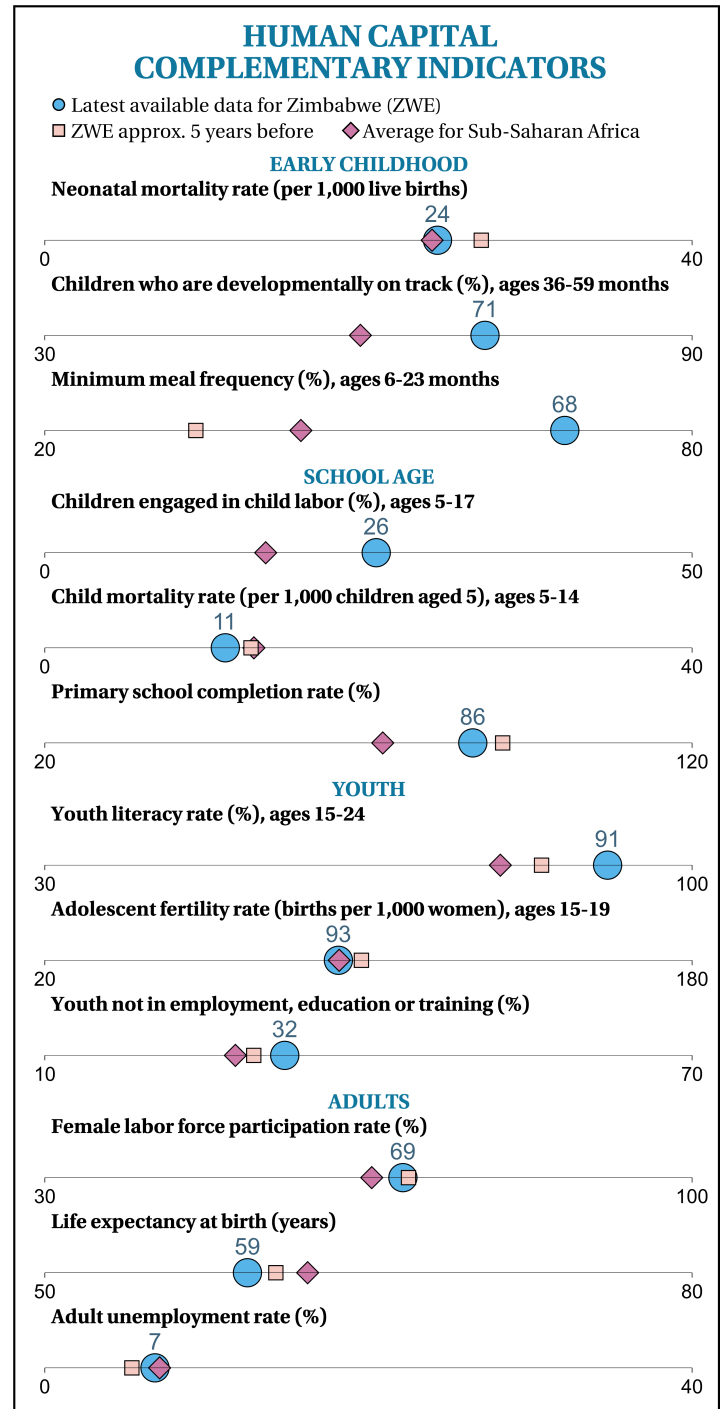 HUMAN CAPITAL
COMPLEMENTARY INDICATORS
Latest available data for Zimbabwe (ZWE)
ZWE approx. 5 years before Average for Sub-Saharan Africa
EARLY CHILDHOOD
Neonatal mortality rate (per 1,000 live births)
24
0 40
Children who are developmentally on track (%), ages 36-59 months
71
30 90
Minimum meal frequency (%), ages 6-23 months
68
20 80
SCHOOL AGE
Children engaged in child labor (%), ages 5-17
26
0 50
Child mortality rate (per 1,000 children aged 5), ages 5-14
11
0 40
Primary school completion rate (%)
86
20 120
YOUTH
Youth literacy rate (%), ages 15-24
91
30 100
Adolescent fertility rate (births per 1,000 women), ages 15-19
93
20 180
Youth not in employment, education or training (%)
32
10 70
ADULTS
Female labor force participation rate (%)
69
30 100
Life expectancy at birth (years)
59
50 80
Adult unemployment rate (%)
7
0 40